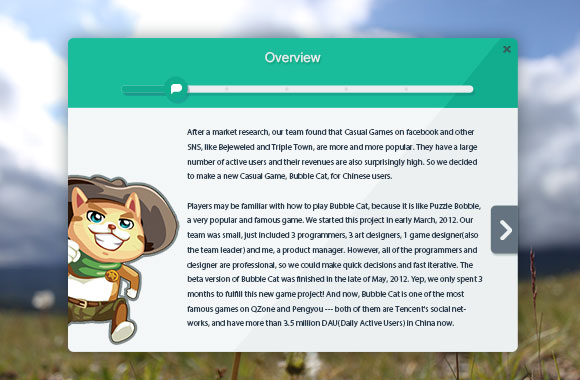 Overview
After a market research, our team found that Casual Games on facebook and other
SNS, like Bejeweled and Triple Town, are more and more popular. They have a large
number of active users and their revenues are also surprisingly high. So we decided
to make a new Casual Game, Bubble Cat, for Chinese users.
Players may be familiar with how to play Bubble Cat, because it is like Puzzle Bobble,
a very popular and famous game. We started this project in early March, 2012. Our
team was small, just included 3 programmers, 3 art designers, 1 game designer(also
the team leader) and me, a product manager. However, all of the programmers and
designer are professional, so we could make quick decisions and fast iterative. The
beta version of Bubble Cat was finished in the late of May, 2012. Yep, we only spent 3
months to fulfill this new game project! And now, Bubble Cat is one of the most
famous games on QZone and Pengyou --- both of them are Tencent's social net-
works, and have more than 3.5 million DAU(Daily Active Users) in China now.